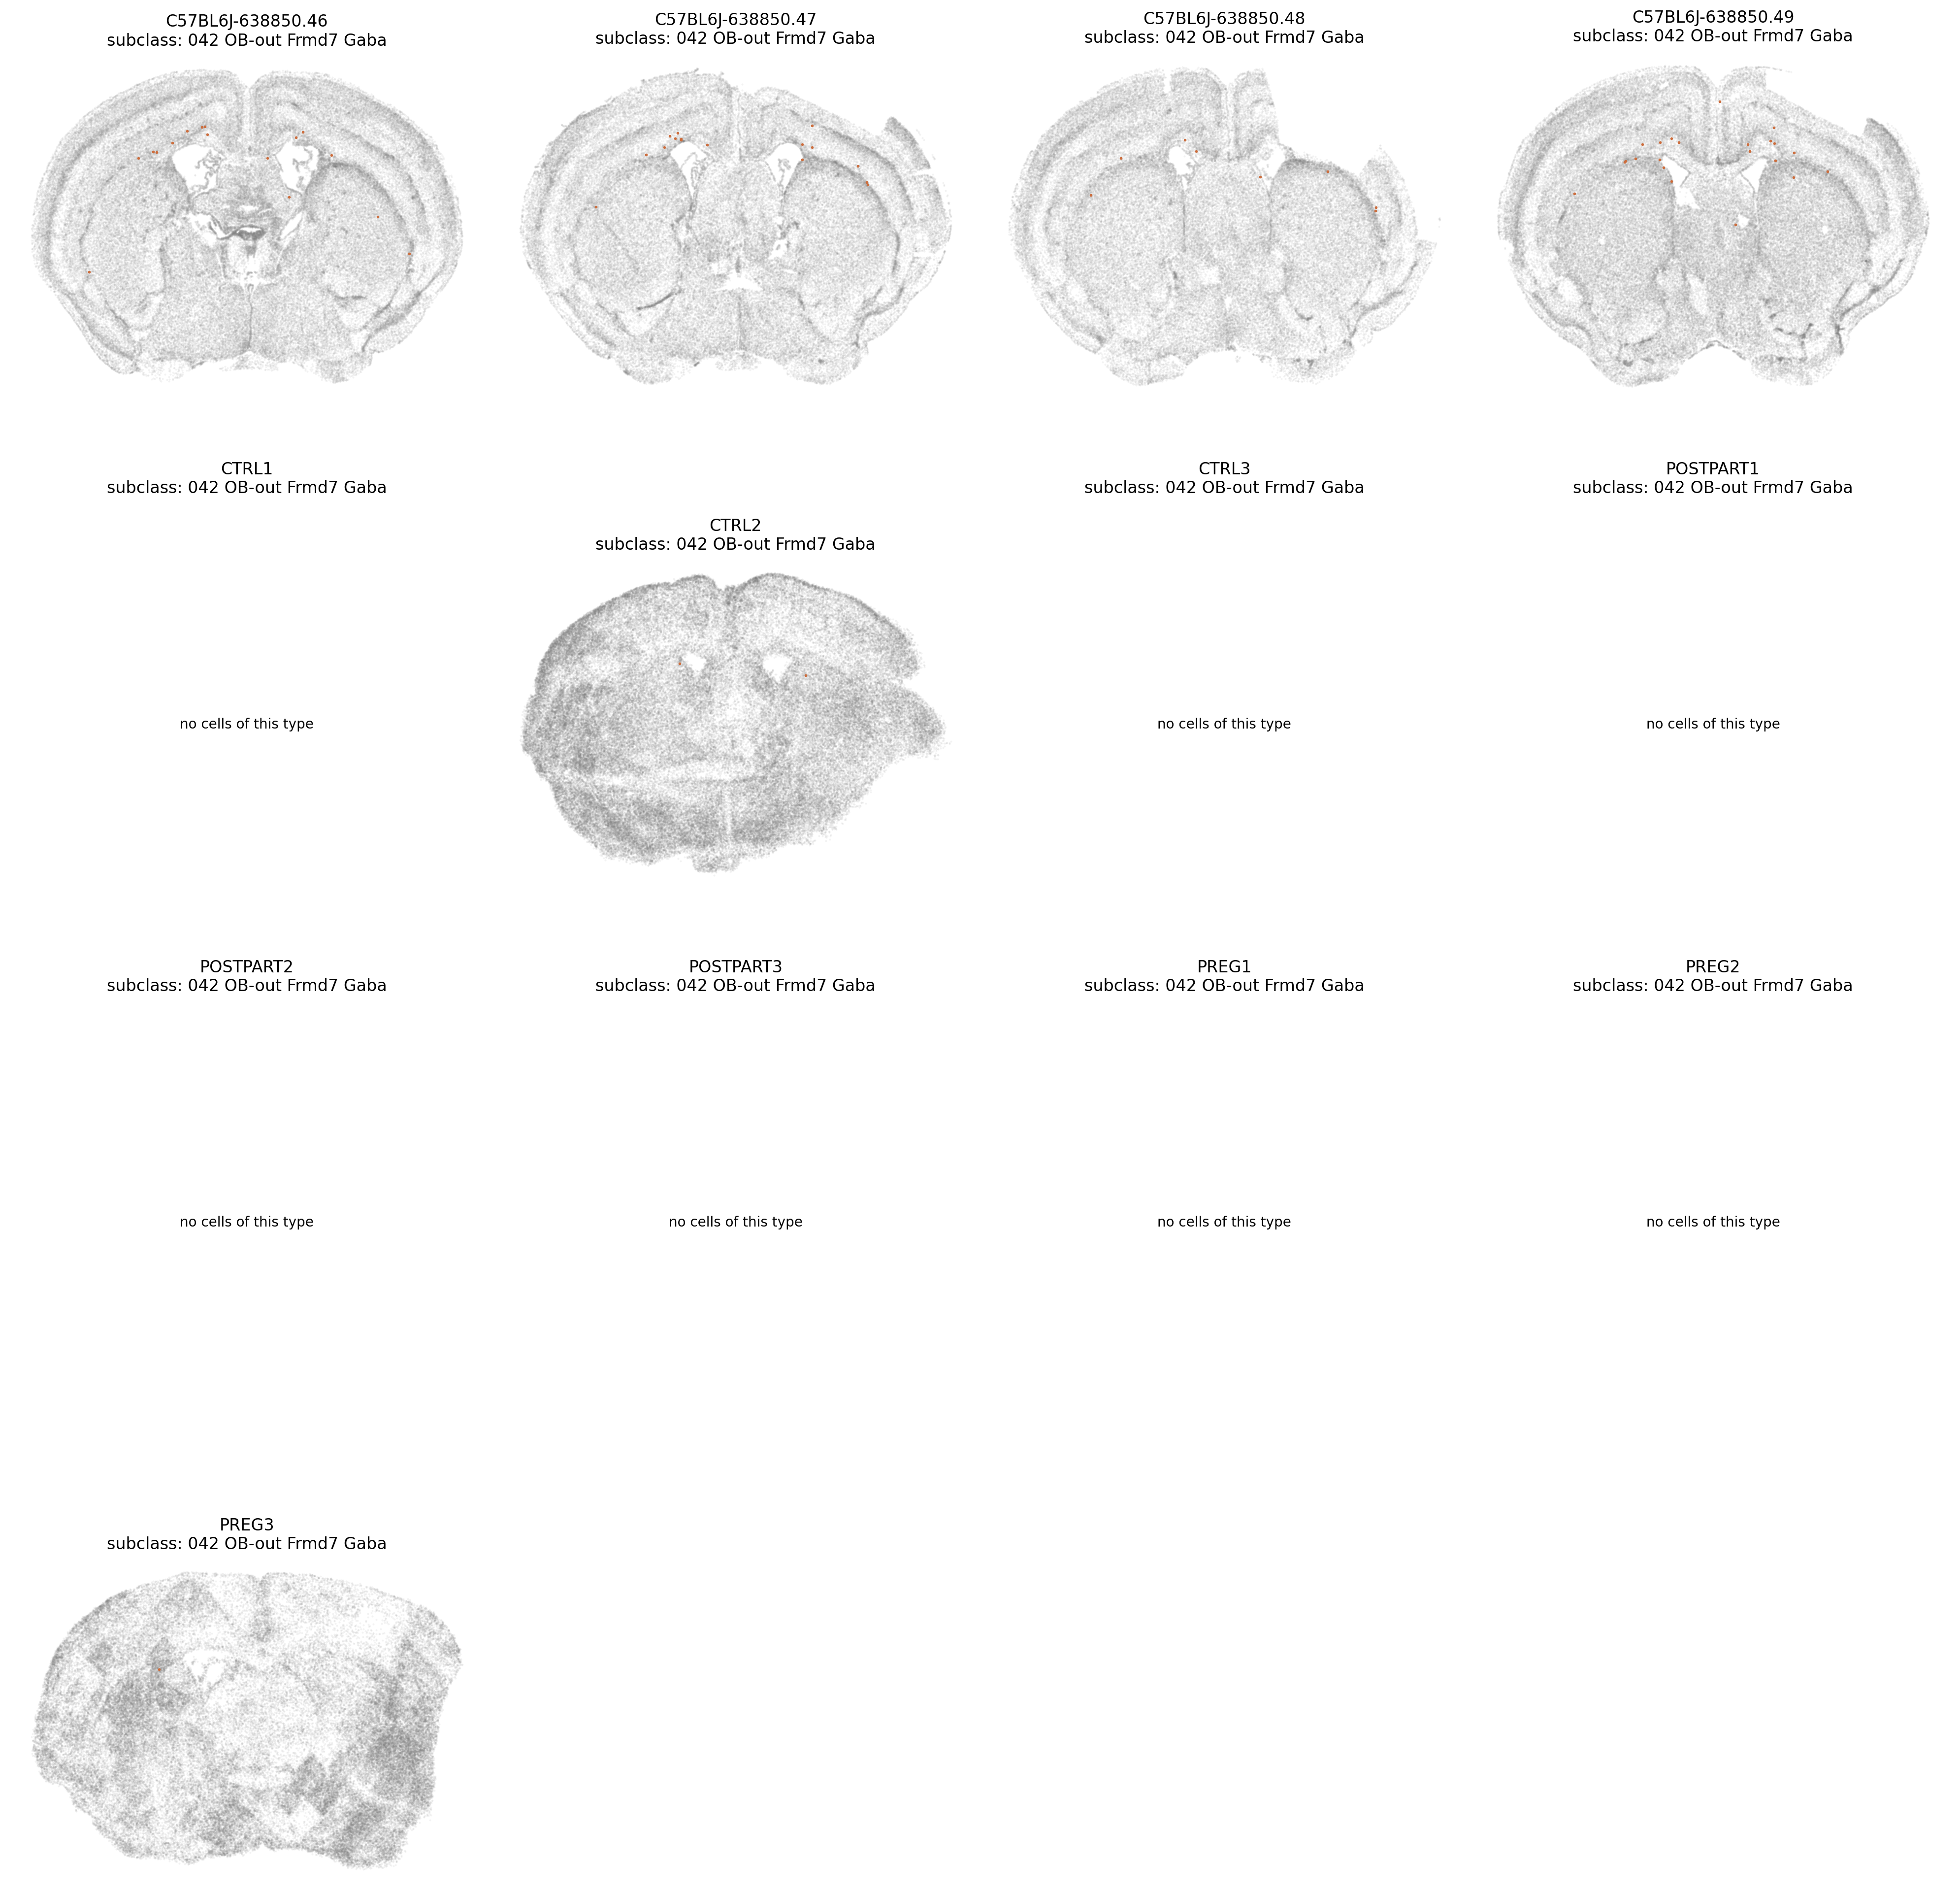 C57BL6J-638850.46
subclass: 042 OB-out Frmd7 Gaba
C57BL6J-638850.47
subclass: 042 OB-out Frmd7 Gaba
C57BL6J-638850.48
subclass: 042 OB-out Frmd7 Gaba
C57BL6J-638850.49
subclass: 042 OB-out Frmd7 Gaba
CTRL1
subclass: 042 OB-out Frmd7 Gaba
no cells of this type
CTRL2
subclass: 042 OB-out Frmd7 Gaba
CTRL3
subclass: 042 OB-out Frmd7 Gaba
no cells of this type
POSTPART1
subclass: 042 OB-out Frmd7 Gaba
no cells of this type
POSTPART2
subclass: 042 OB-out Frmd7 Gaba
no cells of this type
POSTPART3
subclass: 042 OB-out Frmd7 Gaba
no cells of this type
PREG1
subclass: 042 OB-out Frmd7 Gaba
no cells of this type
PREG2
subclass: 042 OB-out Frmd7 Gaba
no cells of this type
PREG3
subclass: 042 OB-out Frmd7 Gaba